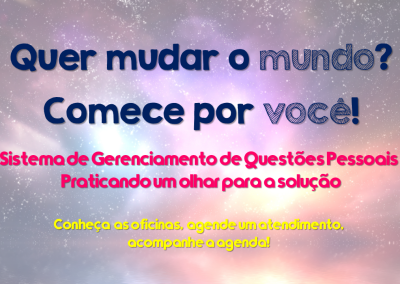 Quer mudar o mundo?
Comece por você!
Sistema de Gerenciamento de Questões Pessoais
Praticando um olhar para a solução
Conheça as oficinas, agende um atendimento,
acompanhe a agenda!